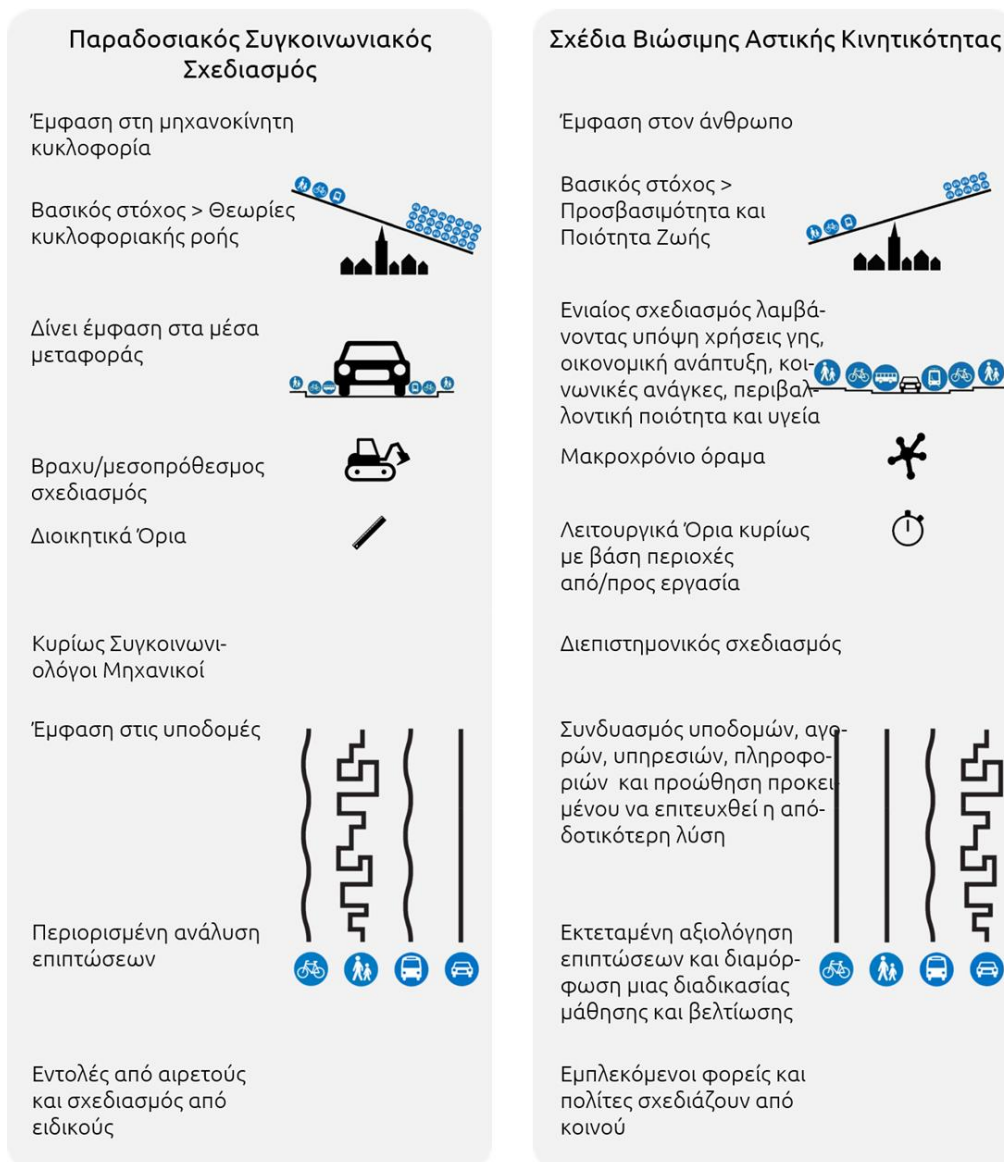 Παραδοσιακός Συγκοινωνιακός
Σχεδιασμός
Έμφαση στη μηχανοκίνητη
κυκλοφορία
Βασικός στόχος > Θεωρίες
κυκλοφοριακής ροής
Δίνει έμφαση στα μέσα
μεταφοράς
Βραχυ/μεσοπρόθεσμος
σχεδιασμός
Διοικητικά Όρια
Κυρίως Συγκοινωνι-
ολόγοι Μηχανικοί
Έμφαση στις υποδομές
Περιορισμένη ανάλυση
επιπτώσεων
Εντολές από αιρετούς
και σχεδιασμός από
ειδικούς
Σχέδια Βιώσιμης Αστικής Κινητικότητας
Έμφαση στον άνθρωπο
Βασικός στόχος >
Προσβασιμότητα και
Ποιότητα Ζωής
Ενιαίος σχεδιασμός λαμβά-
νοντας υπόψη χρήσεις γης,
οικονομική ανάπτυξη, κοι-
νωνικές ανάγκες, περιβαλ-
λοντική ποιότητα και υγεία
Μακροχρόνιο όραμα
Λειτουργικά Όρια κυρίως
με βάση περιοχές
από/προς εργασία
Διεπιστημονικός σχεδιασμός
Συνδυασμός υποδομών, αγο-
ρών, υπηρεσιών, πληροφο-
ριών και προώθηση προκει-
μένου να επιτευχθεί η από-
δοτικότερη λύση
Εκτεταμένη αξιολόγηση
επιπτώσεων και διαμόρ-
φωση μιας διαδικασίας
μάθησης και βελτίωσης
Εμπλεκόμενοι φορείς και
πολίτες σχεδιάζουν από
κοινού